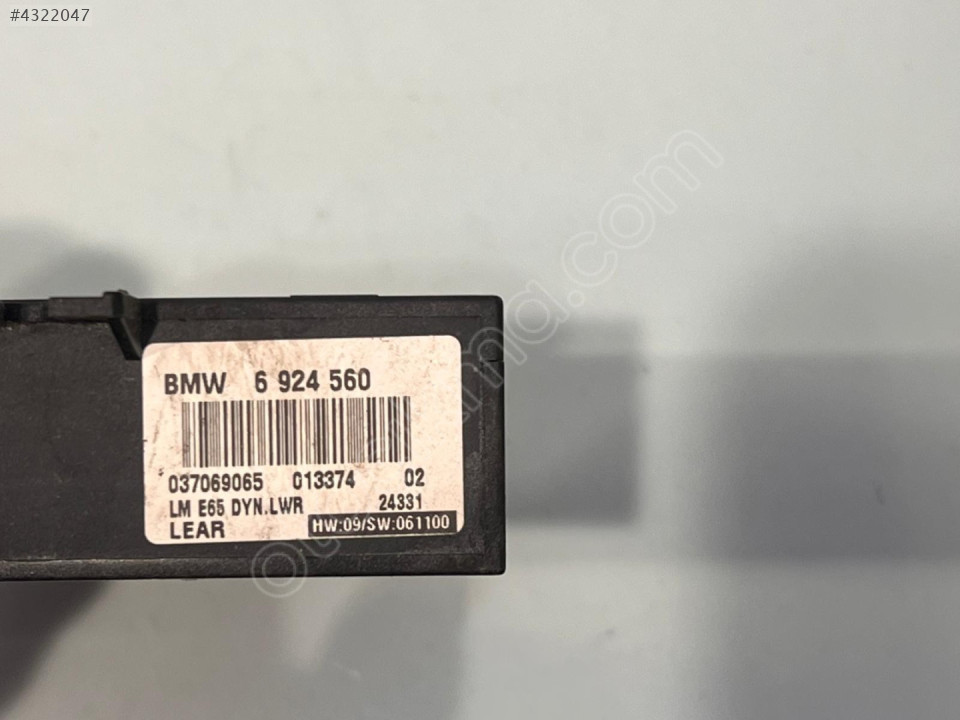 #4322047
BMW 6 924 560
037069065 013374 02
LM E65 DYN.LWR 24331
LEAR HW:09/SW:061100